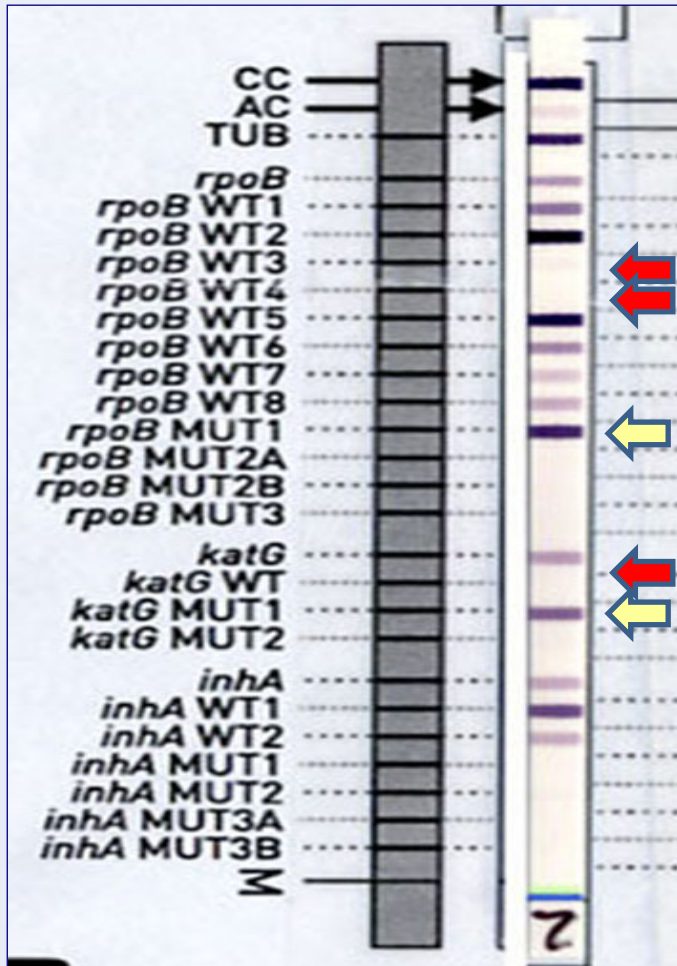 CC
AC
TUB
rpoB
rpoB WT1
rpoB WT2
rpoB WT3
rpoB WT4
rpoB WT5
rpoB WT6
rpoB WT7
rpoB WT8
rpoB MUT1
rpoB MUT2A
rpoB MUT2B
rpoB MUT3
katG
katG WT
katG MUT1
katG MUT2
inhA
inhA WT1
inhA WT2
inhA MUT1
inhA MUT2
inhA MUT3A
inhA MUT3B
M
2